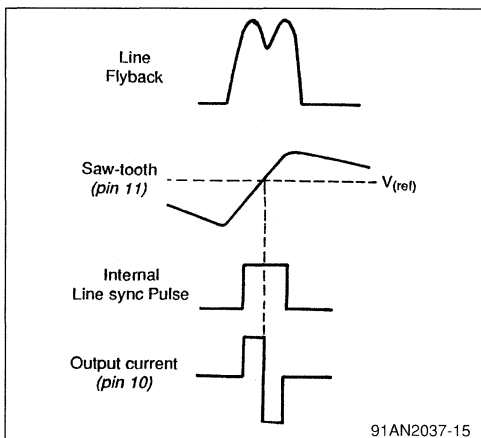 Line
Flyback
Saw-tooth
(pin 11)
V(ref)
Internal
Line sync Pulse
Output current
(pin 10)
91AN2037-15